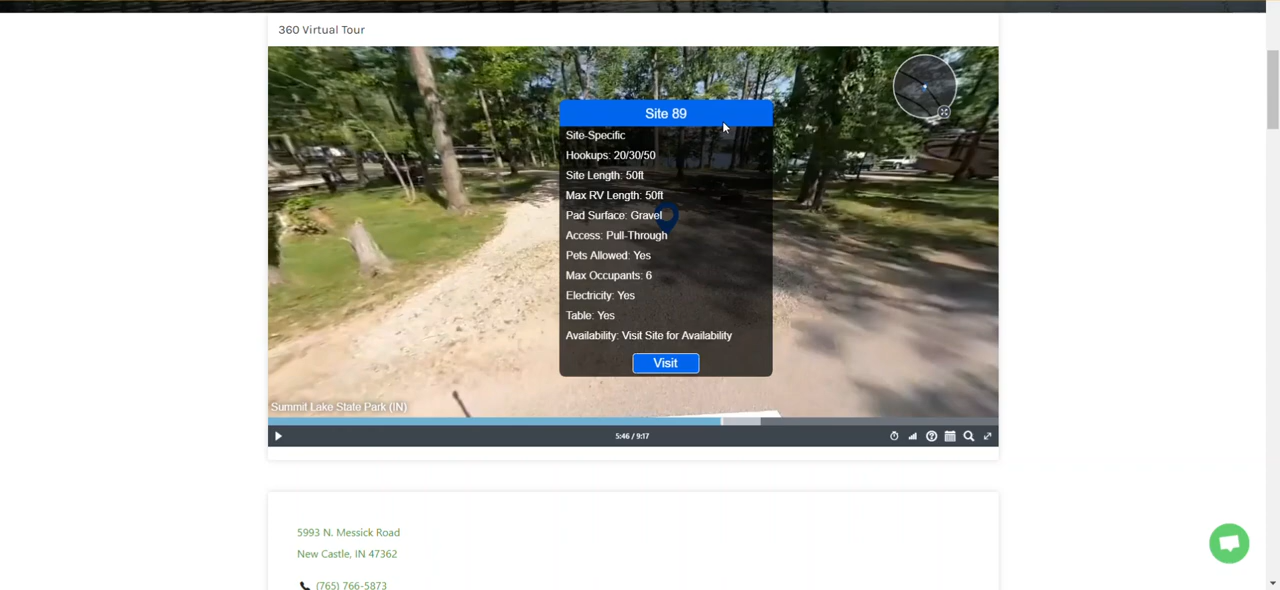 360 Virtual Tour
Site 89
Site-Specific
Hookups: 20/30/50
Site Length: 50ft
Max RV Length: 50ft
Pad Surface: Gravel
Access: Pull-Through
Pets Allowed: Yes
Max Occupants: 6
Electricity: Yes
Table: Yes
Availability: Visit Site for Availability
Visit
Summit Lake State Park (IN)
5:46 / 9:17
5993 N. Messick Road
New Castle, IN 47362
(765) 766-5873